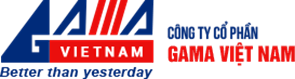 GAMA
VIETNAM
Better than yesterday
CÔNG TY CỔ PHẦN
GAMA VIỆT NAM